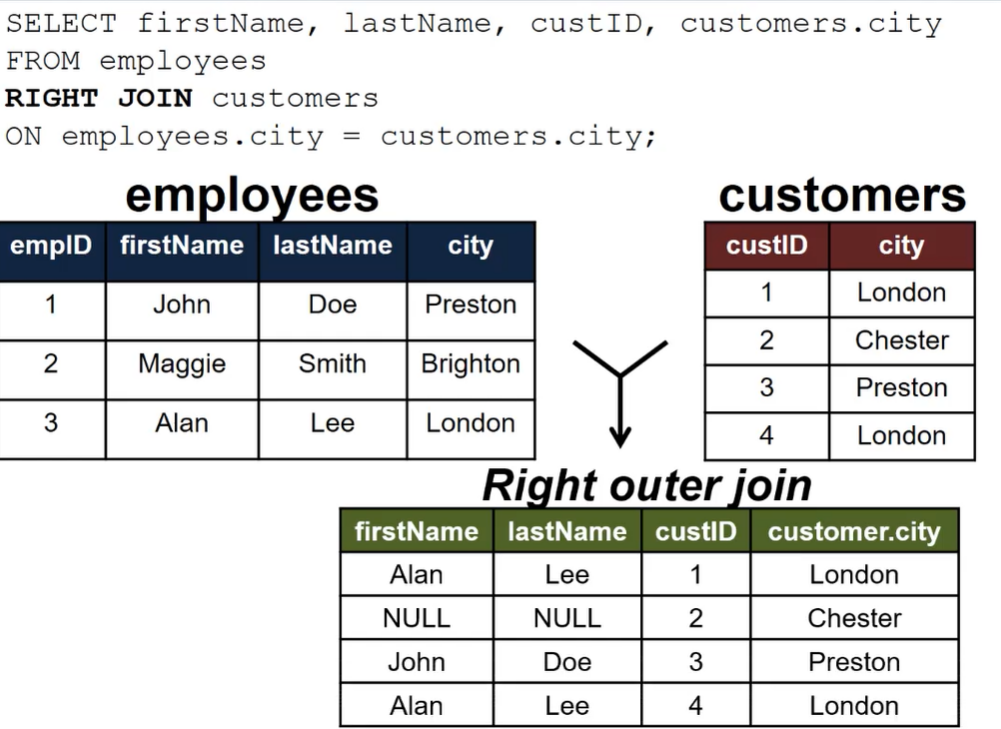 SELECT firstName, lastName, custID, customers.city
FROM employees
RIGHT JOIN customers
ON employees.city = customers.city;
employees
empID firstName lastName city
1 John Doe Preston
2 Maggie Smith Brighton
3 Alan Lee London
customers
custID city
1 London
2 Chester
3 Preston
4 London
Right outer join
firstName lastName custID customer.city
Alan Lee 1 London
NULL NULL 2 Chester
John Doe 3 Preston
Alan Lee 4 London